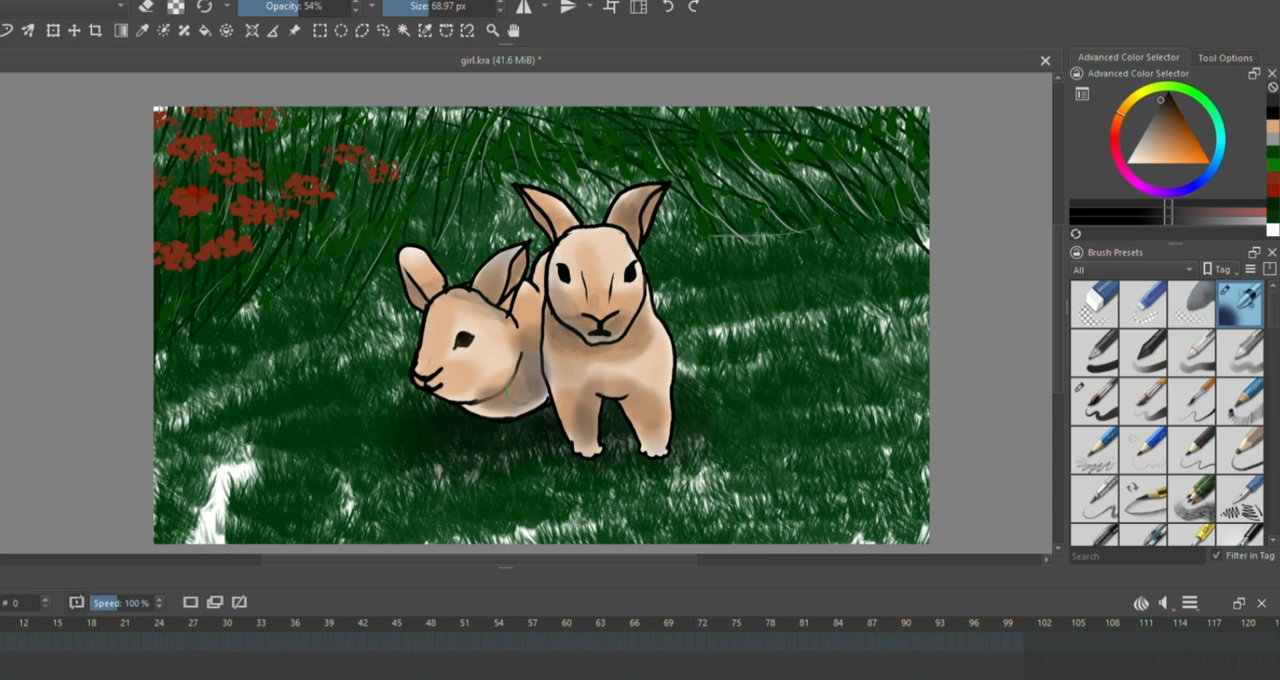 Opacity: 54%
Size: 68.97 px
girl.kra (41.6 MiB) *
Advanced Color Selector
Tool Options
Advanced Color Selector
Brush Presets
All
Tag
Search
Filter in Tag
# 0
Speed: 100 %
12 15 18 21 24 27 30 33 36 39 42 45 48 51 54 57 60 63 66 69 72 75 78 81 84 87 90 93 96 99 102 105 108 111 114 117 120